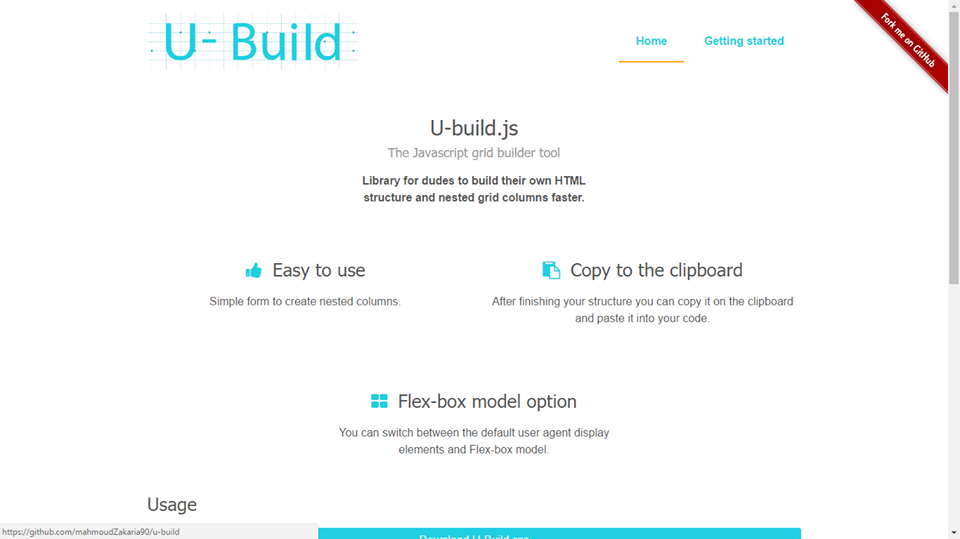 U- Build
Home
Getting started
Fork me on GitHub
U-build.js
The Javascript grid builder tool
Library for dudes to build their own HTML
structure and nested grid columns faster.
Easy to use
Simple form to create nested columns.
Copy to the clipboard
After finishing your structure you can copy it on the clipboard
and paste it into your code.
Flex-box model option
You can switch between the default user agent display
elements and Flex-box model.
Usage
https://github.com/mahmoudZakaria90/u-build
Download U-Build